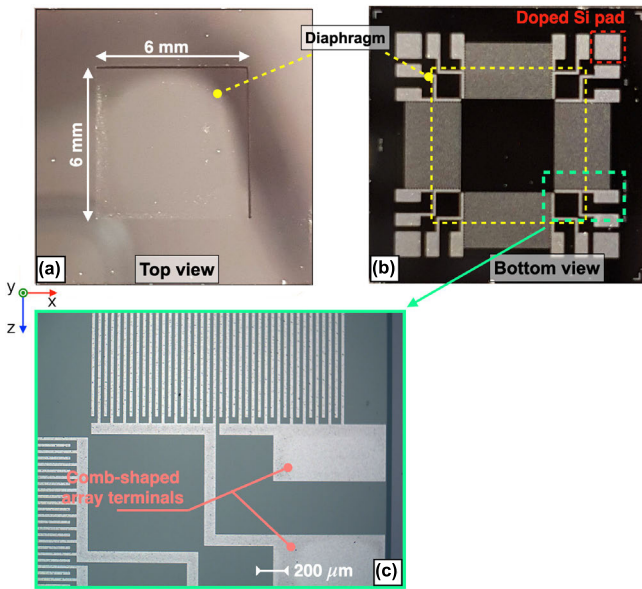 6 mm
6 mm
Diaphragm
(a)
Top view
Doped Si pad
(b)
Bottom view
y
x
z
Comb-shaped
array terminals
200 μm
(c)